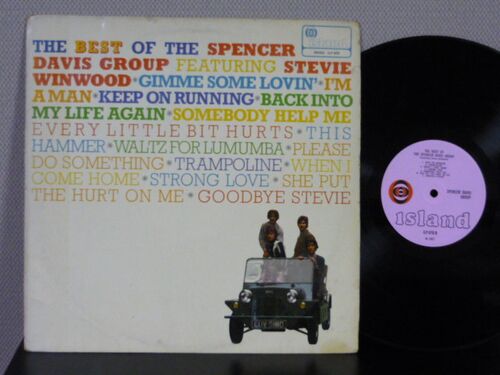 THE BEST OF THE SPENCER
DAVIS GROUP FEATURING STEVIE
WINWOOD*GIMME SOME LOVIN'*I'M
A MAN*KEEP ON RUNNING*BACK INTO
MY LIFE AGAIN*SOMEBODY HELP ME
EVERY LITTLE BIT HURTS*THIS
HAMMER*WALTZ FOR LUMUMBA*PLEASE
DO SOMETHING*TRAMPOLINE*WHEN I
COME HOME*STRONG LOVE*SHE PUT
THE HURT ON ME*GOODBYE STEVIE
island